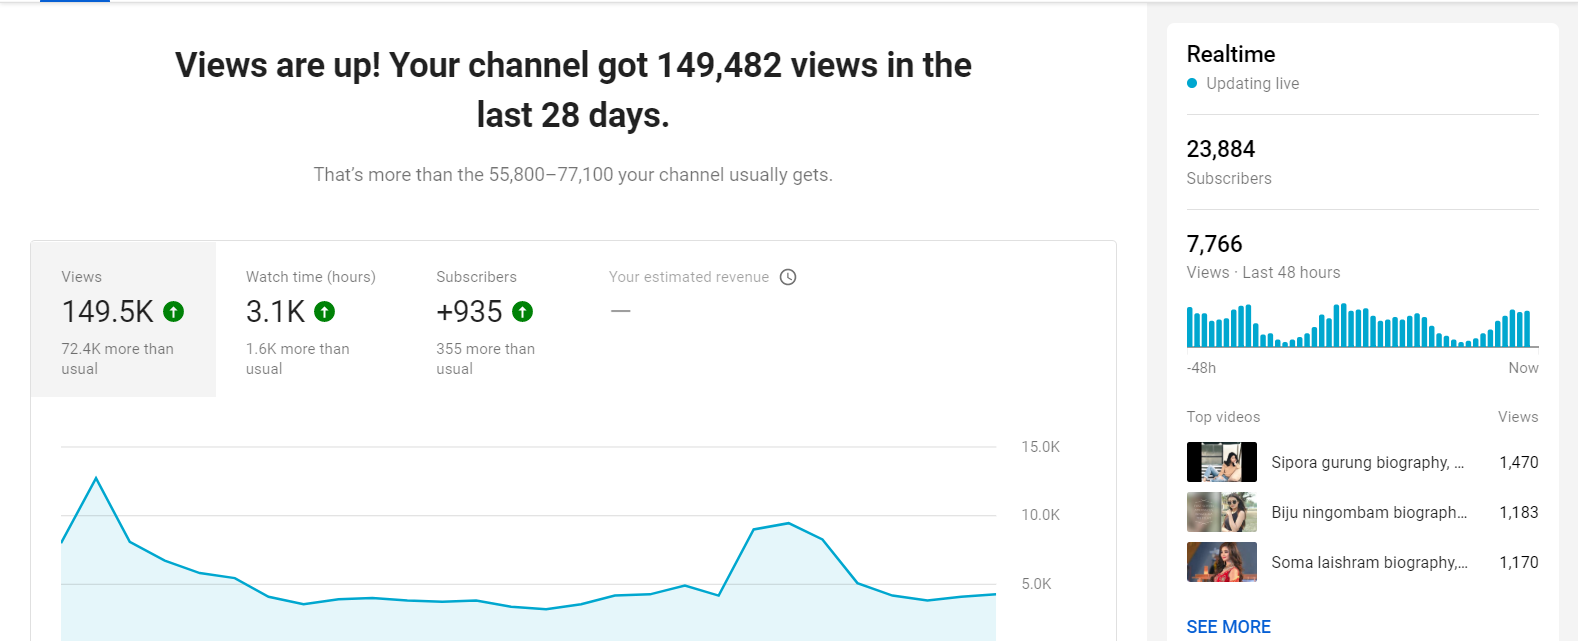 Views are up! Your channel got 149,482 views in the
last 28 days.
That's more than the 55,800–77,100 your channel usually gets.
Views
149.5K
72.4K more than
usual
Watch time (hours)
3.1K
1.6K more than
usual
Subscribers
+935
355 more than
usual
Your estimated revenue
—
15.0K
10.0K
5.0K
Realtime
Updating live
23,884
Subscribers
7,766
Views · Last 48 hours
-48h Now
Top videos Views
Sipora gurung biography, ... 1,470
Biju ningombam biograph... 1,183
Soma laishram biography,... 1,170
SEE MORE